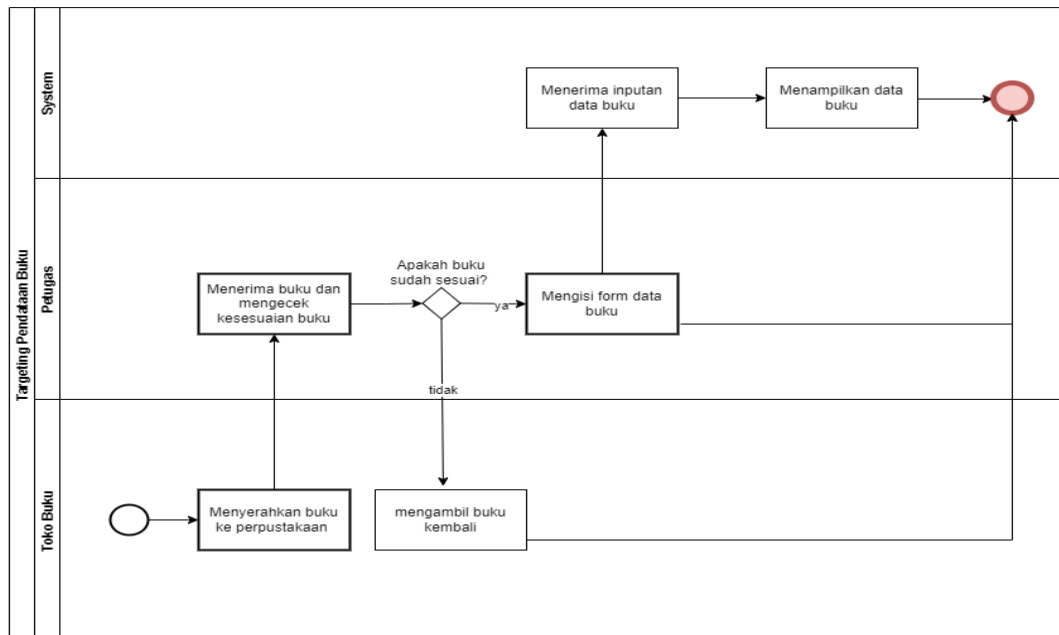 Targeting Pendataan Buku
System
Menerima inputan
data buku
Menampilkan data
buku
Petugas
Menerima buku dan
mengecek
kesesuaian buku
Apakah buku
sudah sesuai?
ya
Mengisi form data
buku
tidak
Toko Buku
Menyerahkan buku
ke perpustakaan
mengambil buku
kembali